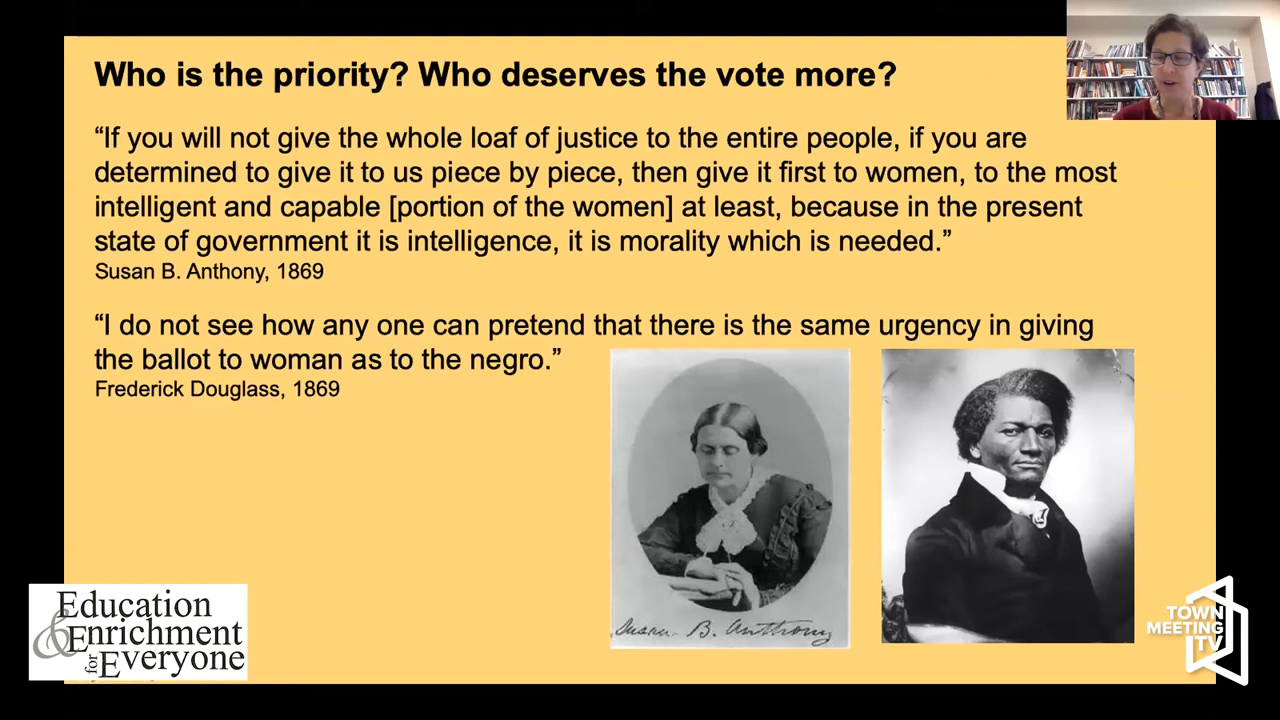 Who is the priority? Who deserves the vote more?
“If you will not give the whole loaf of justice to the entire people, if you are
determined to give it to us piece by piece, then give it first to women, to the most
intelligent and capable [portion of the women] at least, because in the present
state of government it is intelligence, it is morality which is needed.”
Susan B. Anthony, 1869
“I do not see how any one can pretend that there is the same urgency in giving
the ballot to woman as to the negro.”
Frederick Douglass, 1869
Susan B. Anthony
Education
& Enrichment
for Everyone
TOWN
MEETING
TV